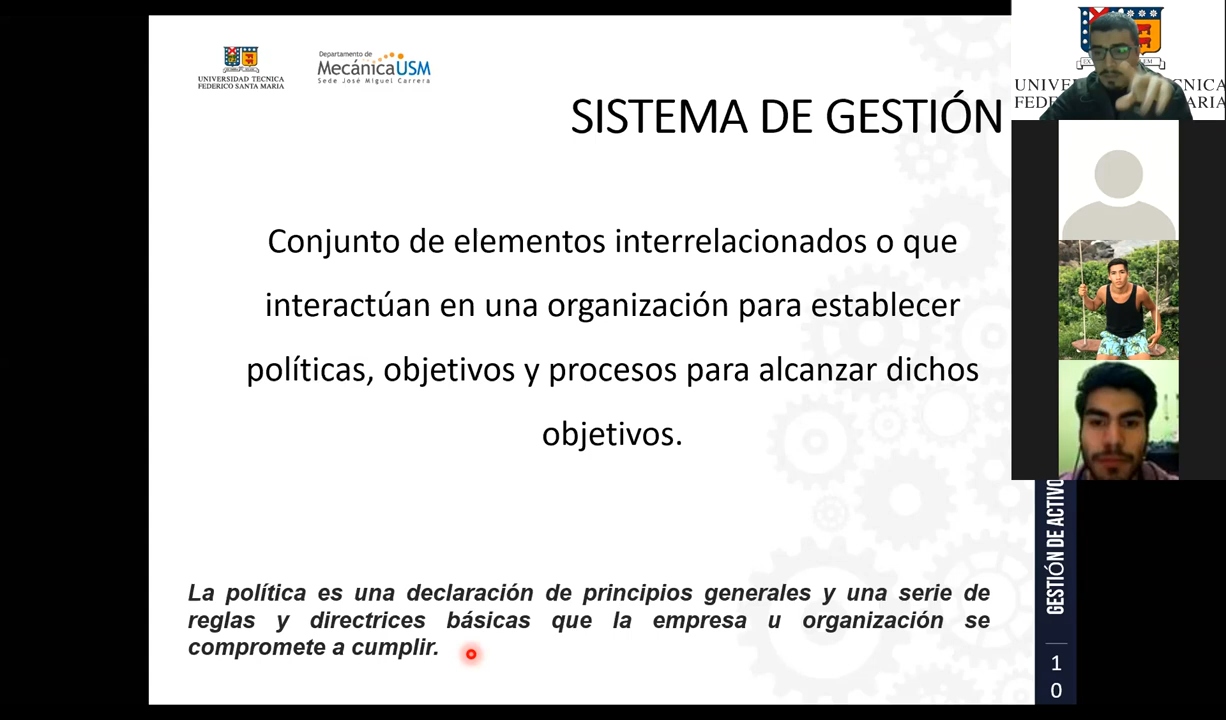 UNIVERSIDAD TECNICA
FEDERICO SANTA MARIA
Departamento de
MecánicaUSM
Sede José Miguel Carrera
SISTEMA DE GESTIÓN
Conjunto de elementos interrelacionados o que
interactúan en una organización para establecer
políticas, objetivos y procesos para alcanzar dichos
objetivos.
La política es una declaración de principios generales y una serie de
reglas y directrices básicas que la empresa u organización se
compromete a cumplir.
GESTIÓN DE ACTIVO
1
0